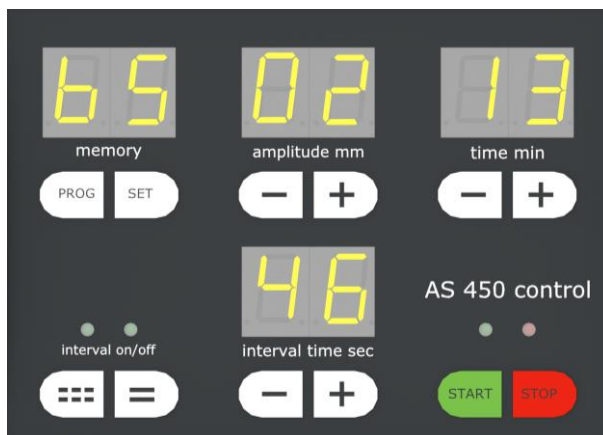 b5 02 13
memory amplitude mm time min
PROG SET − + − +
46
AS 450 control
interval on/off interval time sec
− + START STOP